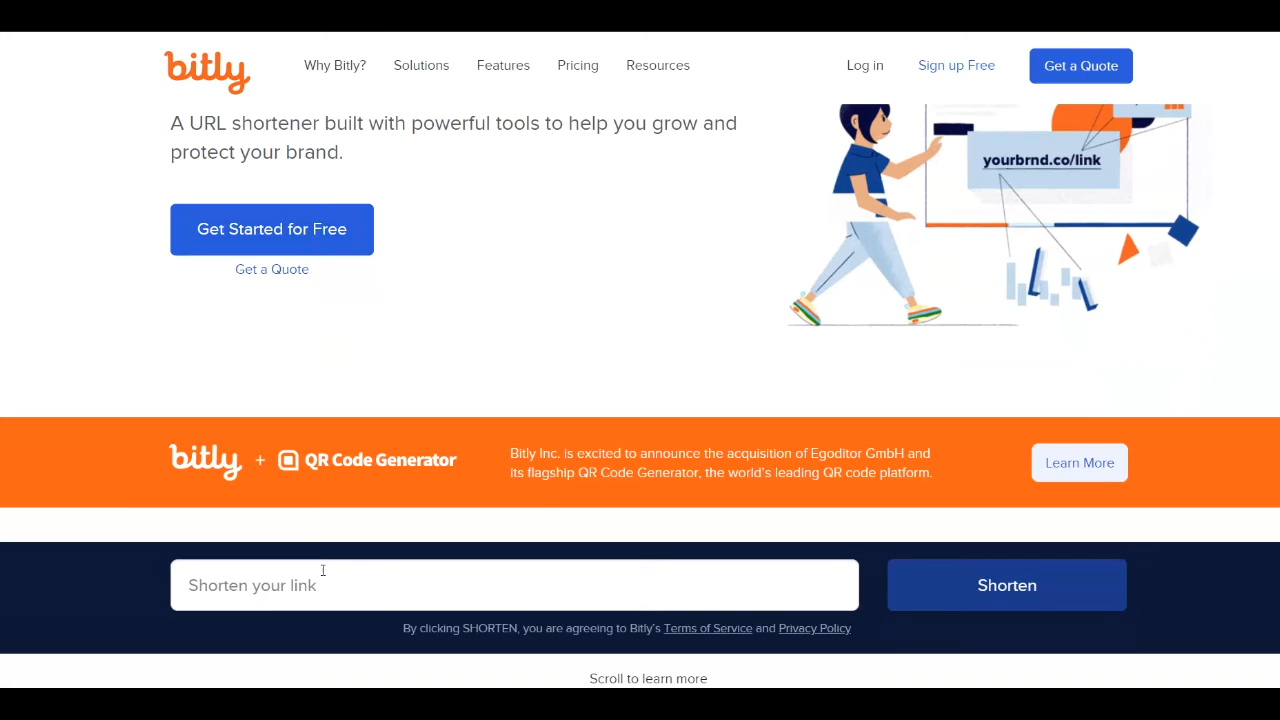 bitly
Why Bitly? Solutions Features Pricing Resources Log in Sign up Free Get a Quote
A URL shortener built with powerful tools to help you grow and
protect your brand.
yourbrnd.co/link
Get Started for Free
Get a Quote
bitly + QR Code Generator
Bitly Inc. is excited to announce the acquisition of Egoditor GmbH and
its flagship QR Code Generator, the world's leading QR code platform.
Learn More
Shorten your link
Shorten
By clicking SHORTEN, you are agreeing to Bitly's Terms of Service and Privacy Policy
Scroll to learn more